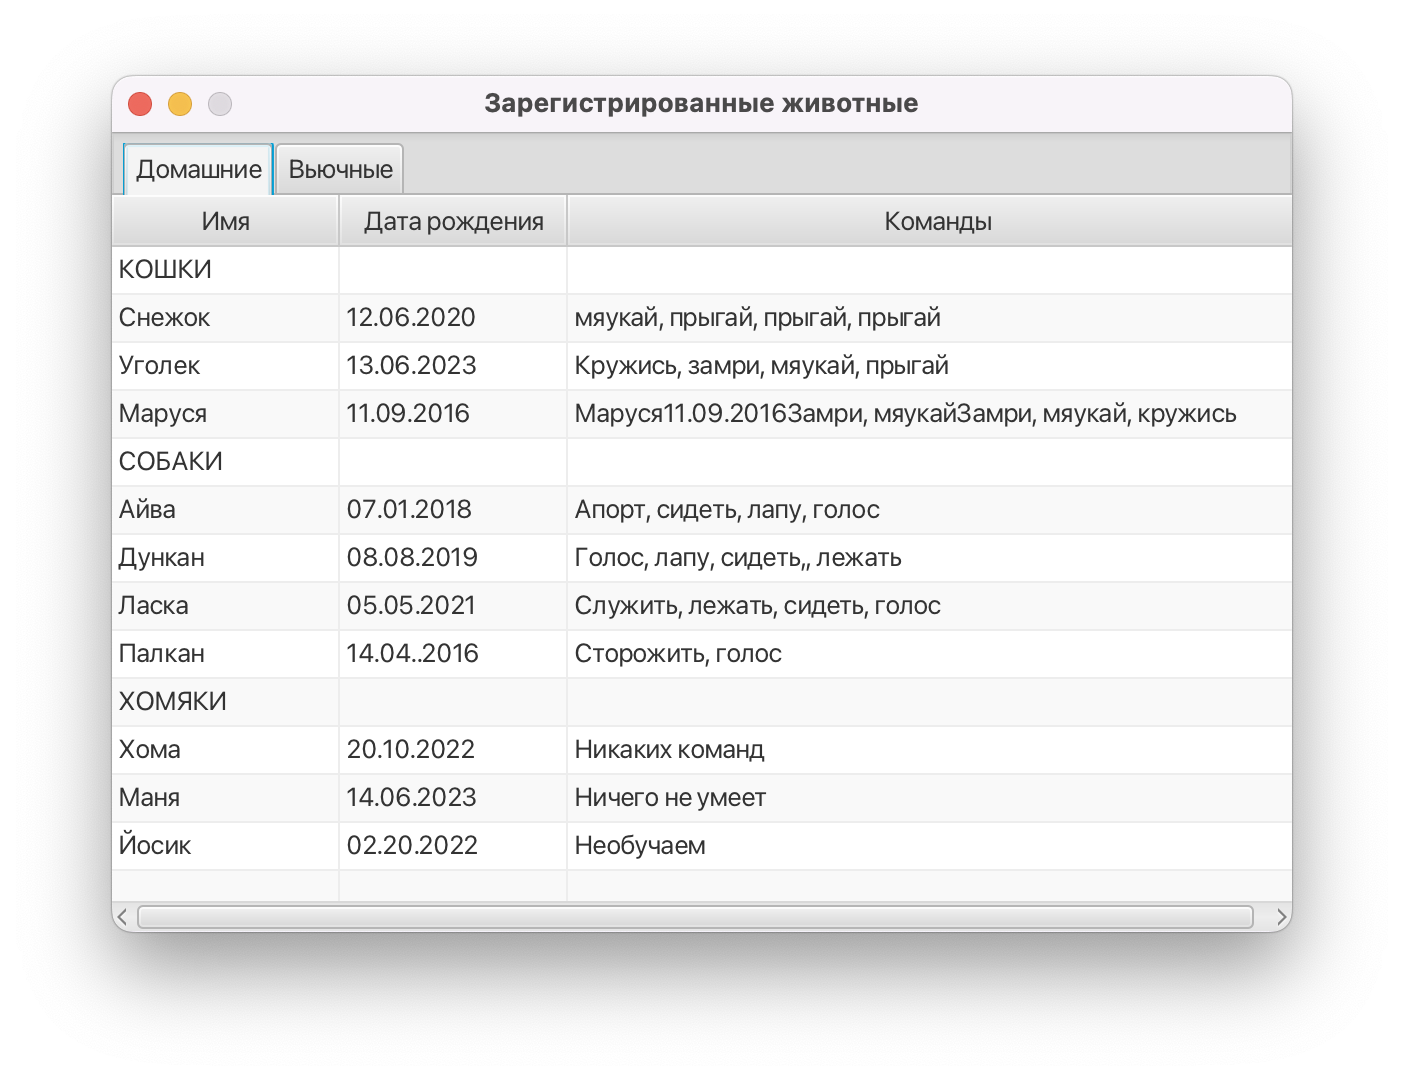 Зарегистрированные животные
Домашние Вьючные
Имя Дата рождения Команды
КОШКИ
Снежок 12.06.2020 мяукай, прыгай, прыгай, прыгай
Уголек 13.06.2023 Кружись, замри, мяукай, прыгай
Маруся 11.09.2016 Маруся11.09.2016Замри, мяукайЗамри, мяукай, кружись
СОБАКИ
Айва 07.01.2018 Апорт, сидеть, лапу, голос
Дункан 08.08.2019 Голос, лапу, сидеть,, лежать
Ласка 05.05.2021 Служить, лежать, сидеть, голос
Палкан 14.04..2016 Сторожить, голос
ХОМЯКИ
Хома 20.10.2022 Никаких команд
Маня 14.06.2023 Ничего не умеет
Йосик 02.20.2022 Необучаем